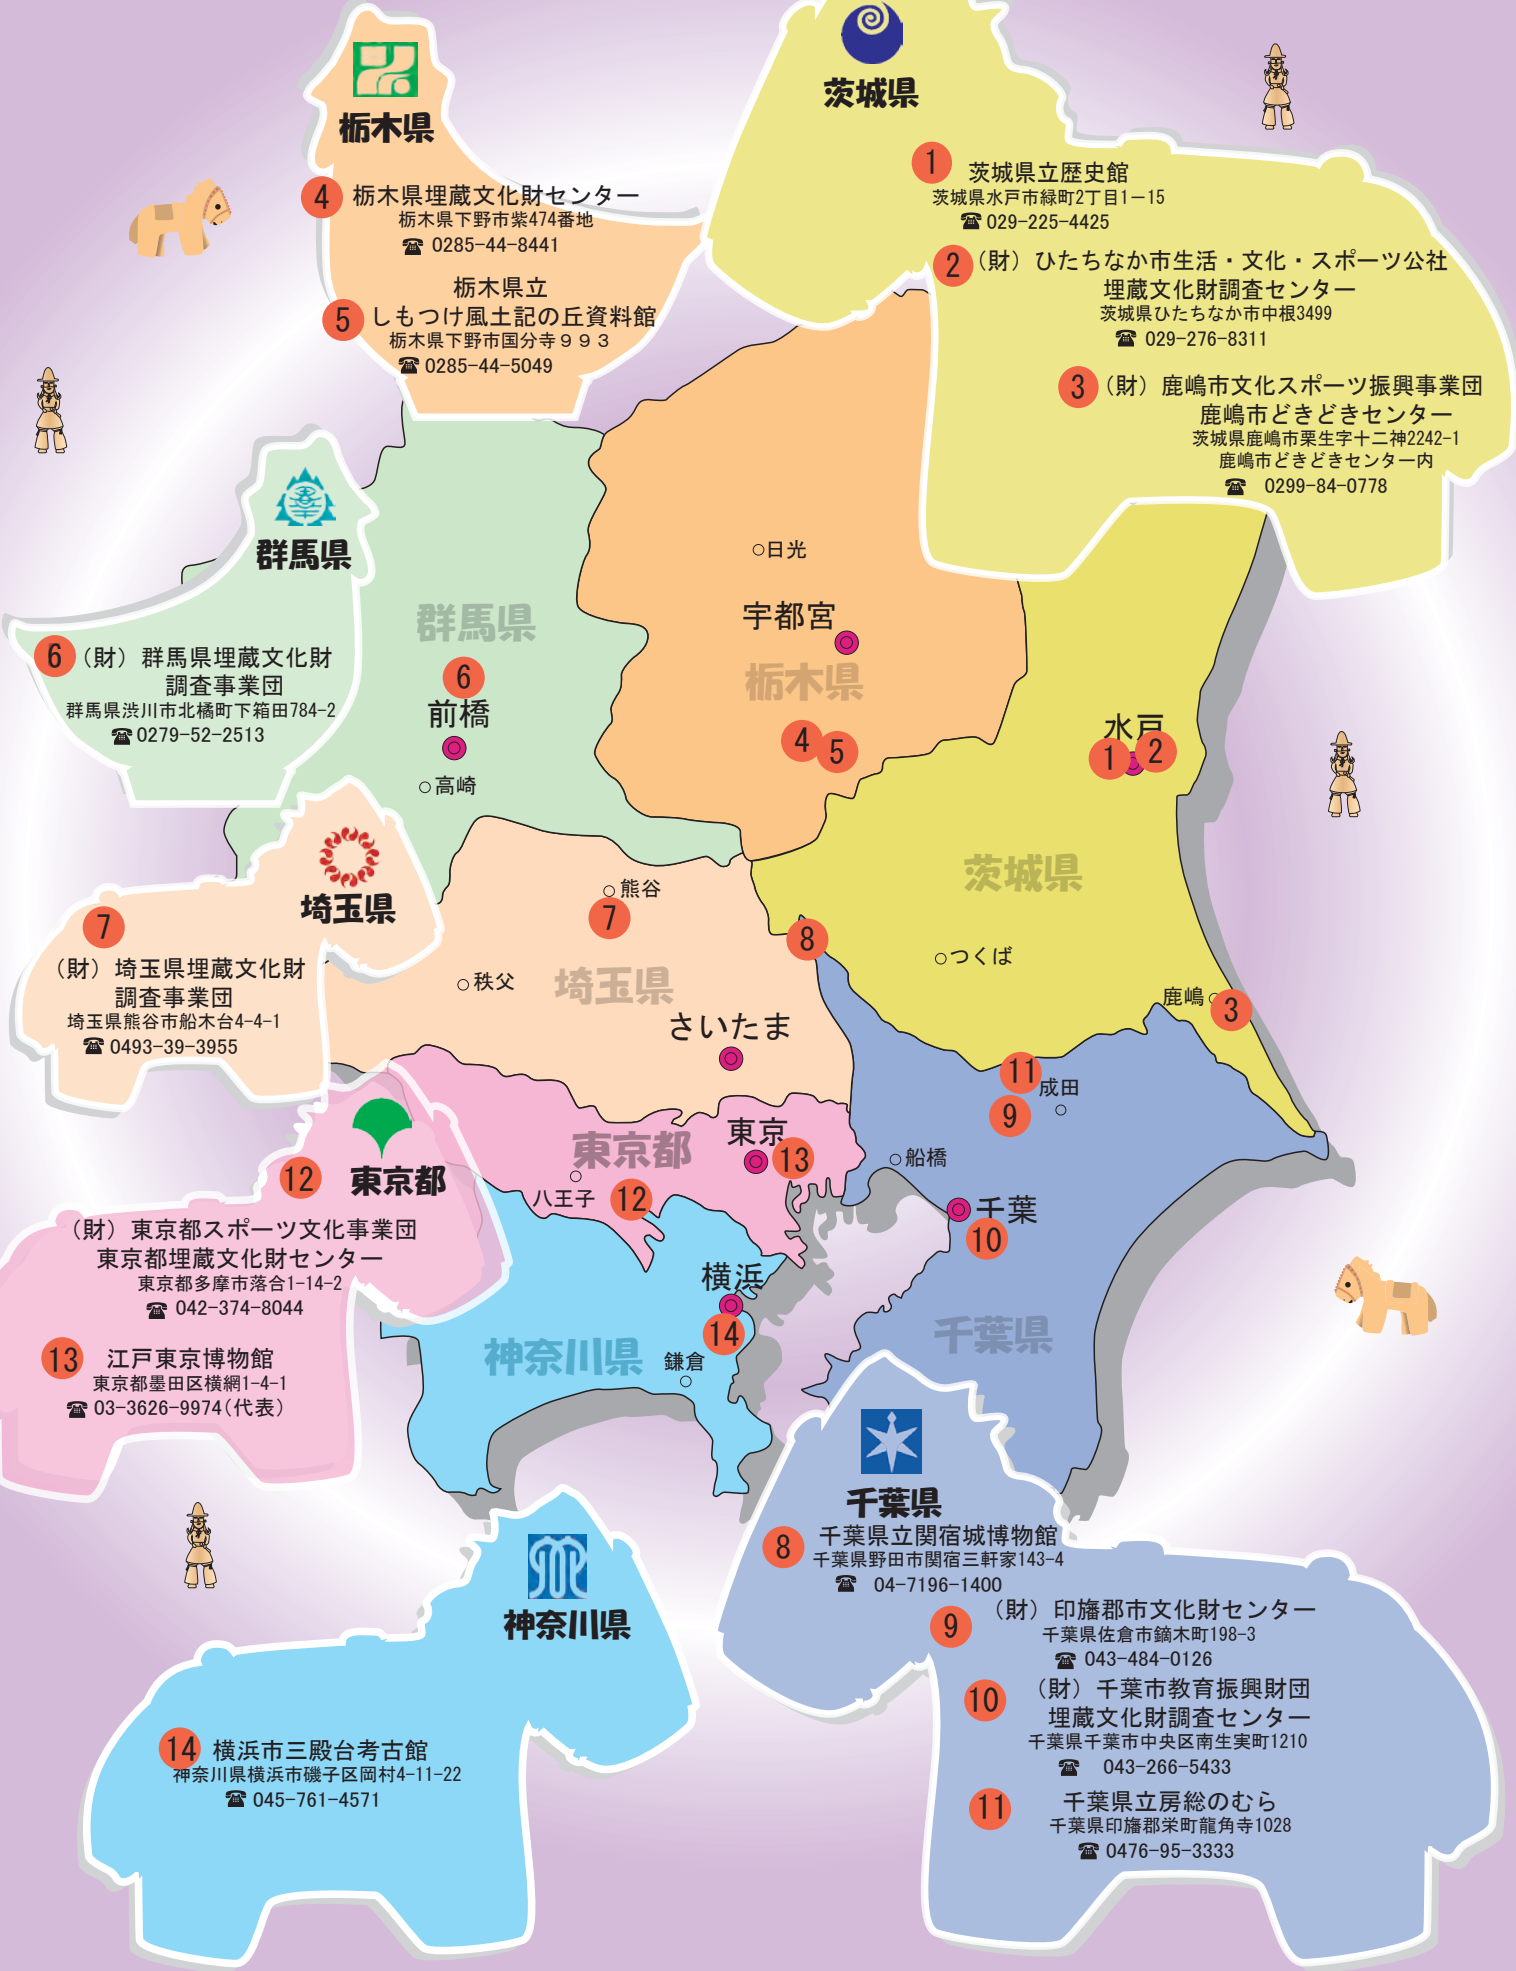 栃木県
4 栃木県埋蔵文化財センター
栃木県下野市紫474番地
☎ 0285-44-8441
栃木県立
5 しもつけ風土記の丘資料館
栃木県下野市国分寺９９３
☎ 0285-44-5049
茨城県
1 茨城県立歴史館
茨城県水戸市緑町2丁目1ー15
☎ 029-225-4425
2 （財）ひたちなか市生活・文化・スポーツ公社
埋蔵文化財調査センター
茨城県ひたちなか市中根3499
☎ 029-276-8311
3 （財）鹿嶋市文化スポーツ振興事業団
鹿嶋市どきどきセンター
茨城県鹿嶋市粟生字十二神2242-1
鹿嶋市どきどきセンター内
☎ 0299-84-0778
群馬県
6 （財）群馬県埋蔵文化財
調査事業団
群馬県渋川市北橘町下箱田784-2
☎ 0279-52-2513
群馬県
6
前橋
高崎
日光
宇都宮
栃木県
4 5
水戸
1 2
茨城県
つくば
鹿嶋
3
埼玉県
7
（財）埼玉県埋蔵文化財
調査事業団
埼玉県熊谷市船木台4-4-1
☎ 0493-39-3955
熊谷
7
8
秩父
埼玉県
さいたま
11
成田
9
船橋
千葉
10
千葉県
東京都
東京
13
八王子
12
横浜
14
神奈川県
鎌倉
東京都
12
（財）東京都スポーツ文化事業団
東京都埋蔵文化財センター
東京都多摩市落合1-14-2
☎ 042-374-8044
13 江戸東京博物館
東京都墨田区横網1-4-1
☎ 03-3626-9974（代表）
千葉県
8 千葉県立関宿城博物館
千葉県野田市関宿三軒家143-4
☎ 04-7196-1400
9 （財）印旛郡市文化財センター
千葉県佐倉市鏑木町198-3
☎ 043-484-0126
10 （財）千葉市教育振興財団
埋蔵文化財調査センター
千葉県千葉市中央区南生実町1210
☎ 043-266-5433
11 千葉県立房総のむら
千葉県印旛郡栄町龍角寺1028
☎ 0476-95-3333
神奈川県
14 横浜市三殿台考古館
神奈川県横浜市磯子区岡村4-11-22
☎ 045-761-4571